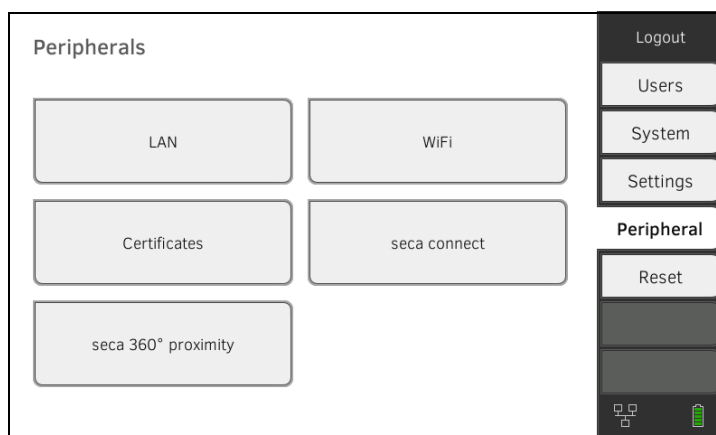 Peripherals
LAN
WiFi
Certificates
seca connect
seca 360° proximity
Logout
Users
System
Settings
Peripheral
Reset